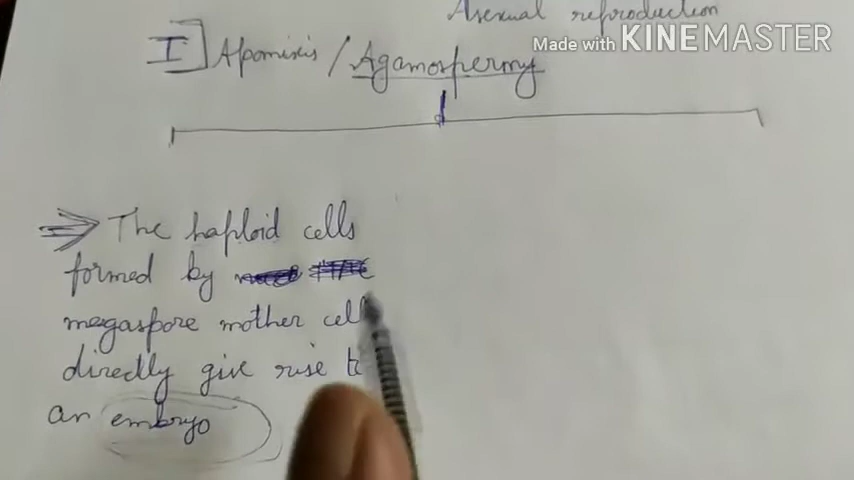 Asexual reproduction
Made with KINEMASTER
I] Apomixis / Agamospermy
⇒ The haploid cells
formed by
megaspore mother cell
directly give rise to
an embryo